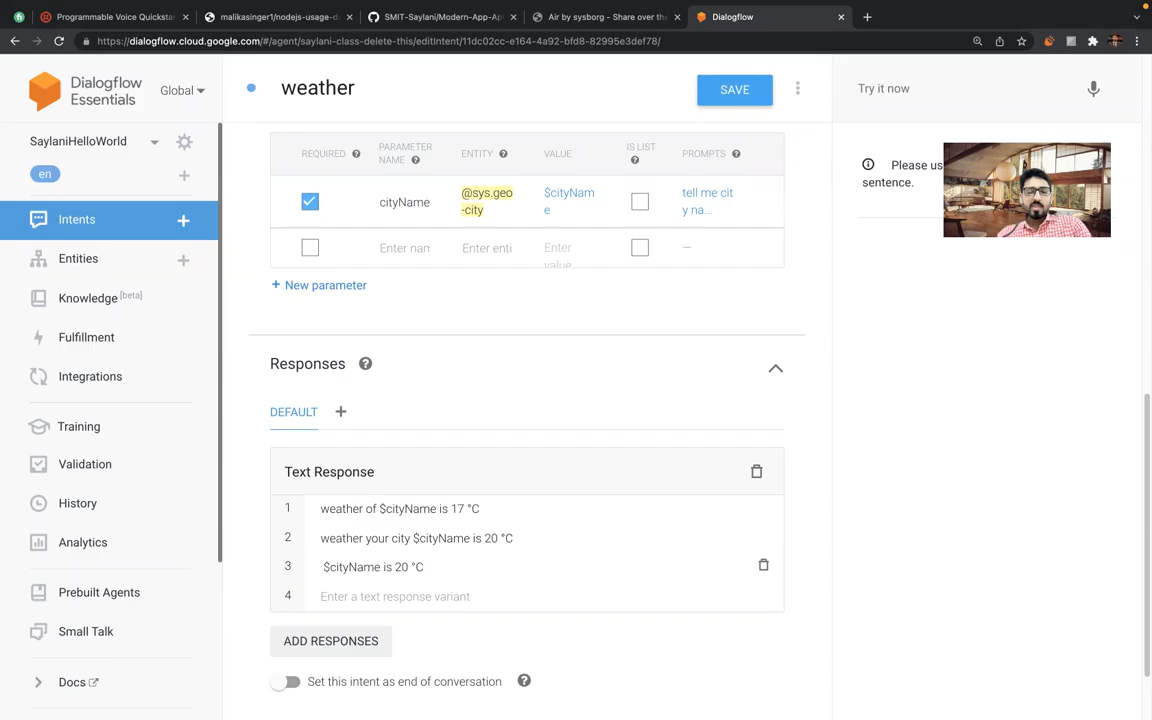 Programmable Voice Quickstar
malikasinger1/nodejs-usage-d
SMIT-Saylani/Modern-App-Ap
Air by sysborg - Share over the
Dialogflow
https://dialogflow.cloud.google.com/#/agent/saylani-class-delete-this/editIntent/11dc02cc-e164-4a92-bfd8-82995e3def78/
Dialogflow
Essentials
Global
SaylaniHelloWorld
en
Intents
Entities
Knowledge [beta]
Fulfillment
Integrations
Training
Validation
History
Analytics
Prebuilt Agents
Small Talk
Docs
weather
SAVE
REQUIRED
PARAMETER
NAME
ENTITY
VALUE
IS LIST
PROMPTS
cityName
@sys.geo
-city
$cityNam
e
tell me cit
y na...
Enter nam
Enter enti
Enter
value
—
+ New parameter
Responses
DEFAULT
Text Response
1 weather of $cityName is 17 °C
2 weather your city $cityName is 20 °C
3 $cityName is 20 °C
4 Enter a text response variant
ADD RESPONSES
Set this intent as end of conversation
Try it now
Please us
sentence.